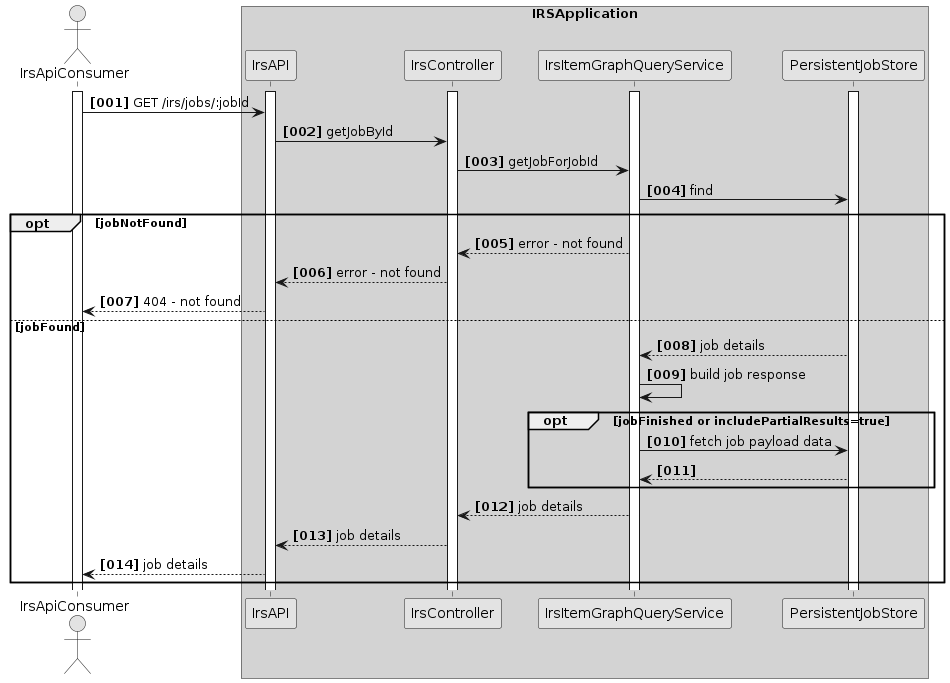 IRSApplication
IrsApiConsumer
IrsAPI
IrsController
IrsItemGraphQueryService
PersistentJobStore
[001] GET /irs/jobs/:jobId
[002] getJobById
[003] getJobForJobId
[004] find
opt
[jobNotFound]
[005] error - not found
[006] error - not found
[007] 404 - not found
[jobFound]
[008] job details
[009] build job response
opt
[jobFinished or includePartialResults=true]
[010] fetch job payload data
[011]
[012] job details
[013] job details
[014] job details
IrsApiConsumer
IrsAPI
IrsController
IrsItemGraphQueryService
PersistentJobStore